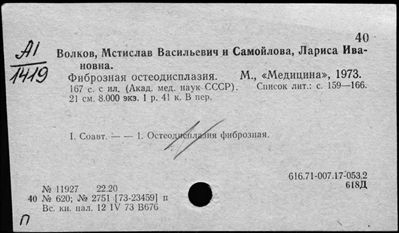 40
А1
1419
Волков, Мстислав Васильевич и Самойлова, Лариса Ива-
новна.
Фиброзная остеодисплазия. М., «Медицина», 1973.
167 с. с ил. (Акад. мед. наук СССР). Список лит.: с. 159—166.
21 см. 8.000 экз. 1 р. 41 к. В пер.
I. Соавт. — — 1. Остеодисплазия фиброзная.
616.71-007.17-053.2
618Д
№ 11927 22.20
40 № 620; № 2751 [73-23459] п
Вс. кн. пал. 12 IV 73 В676
П